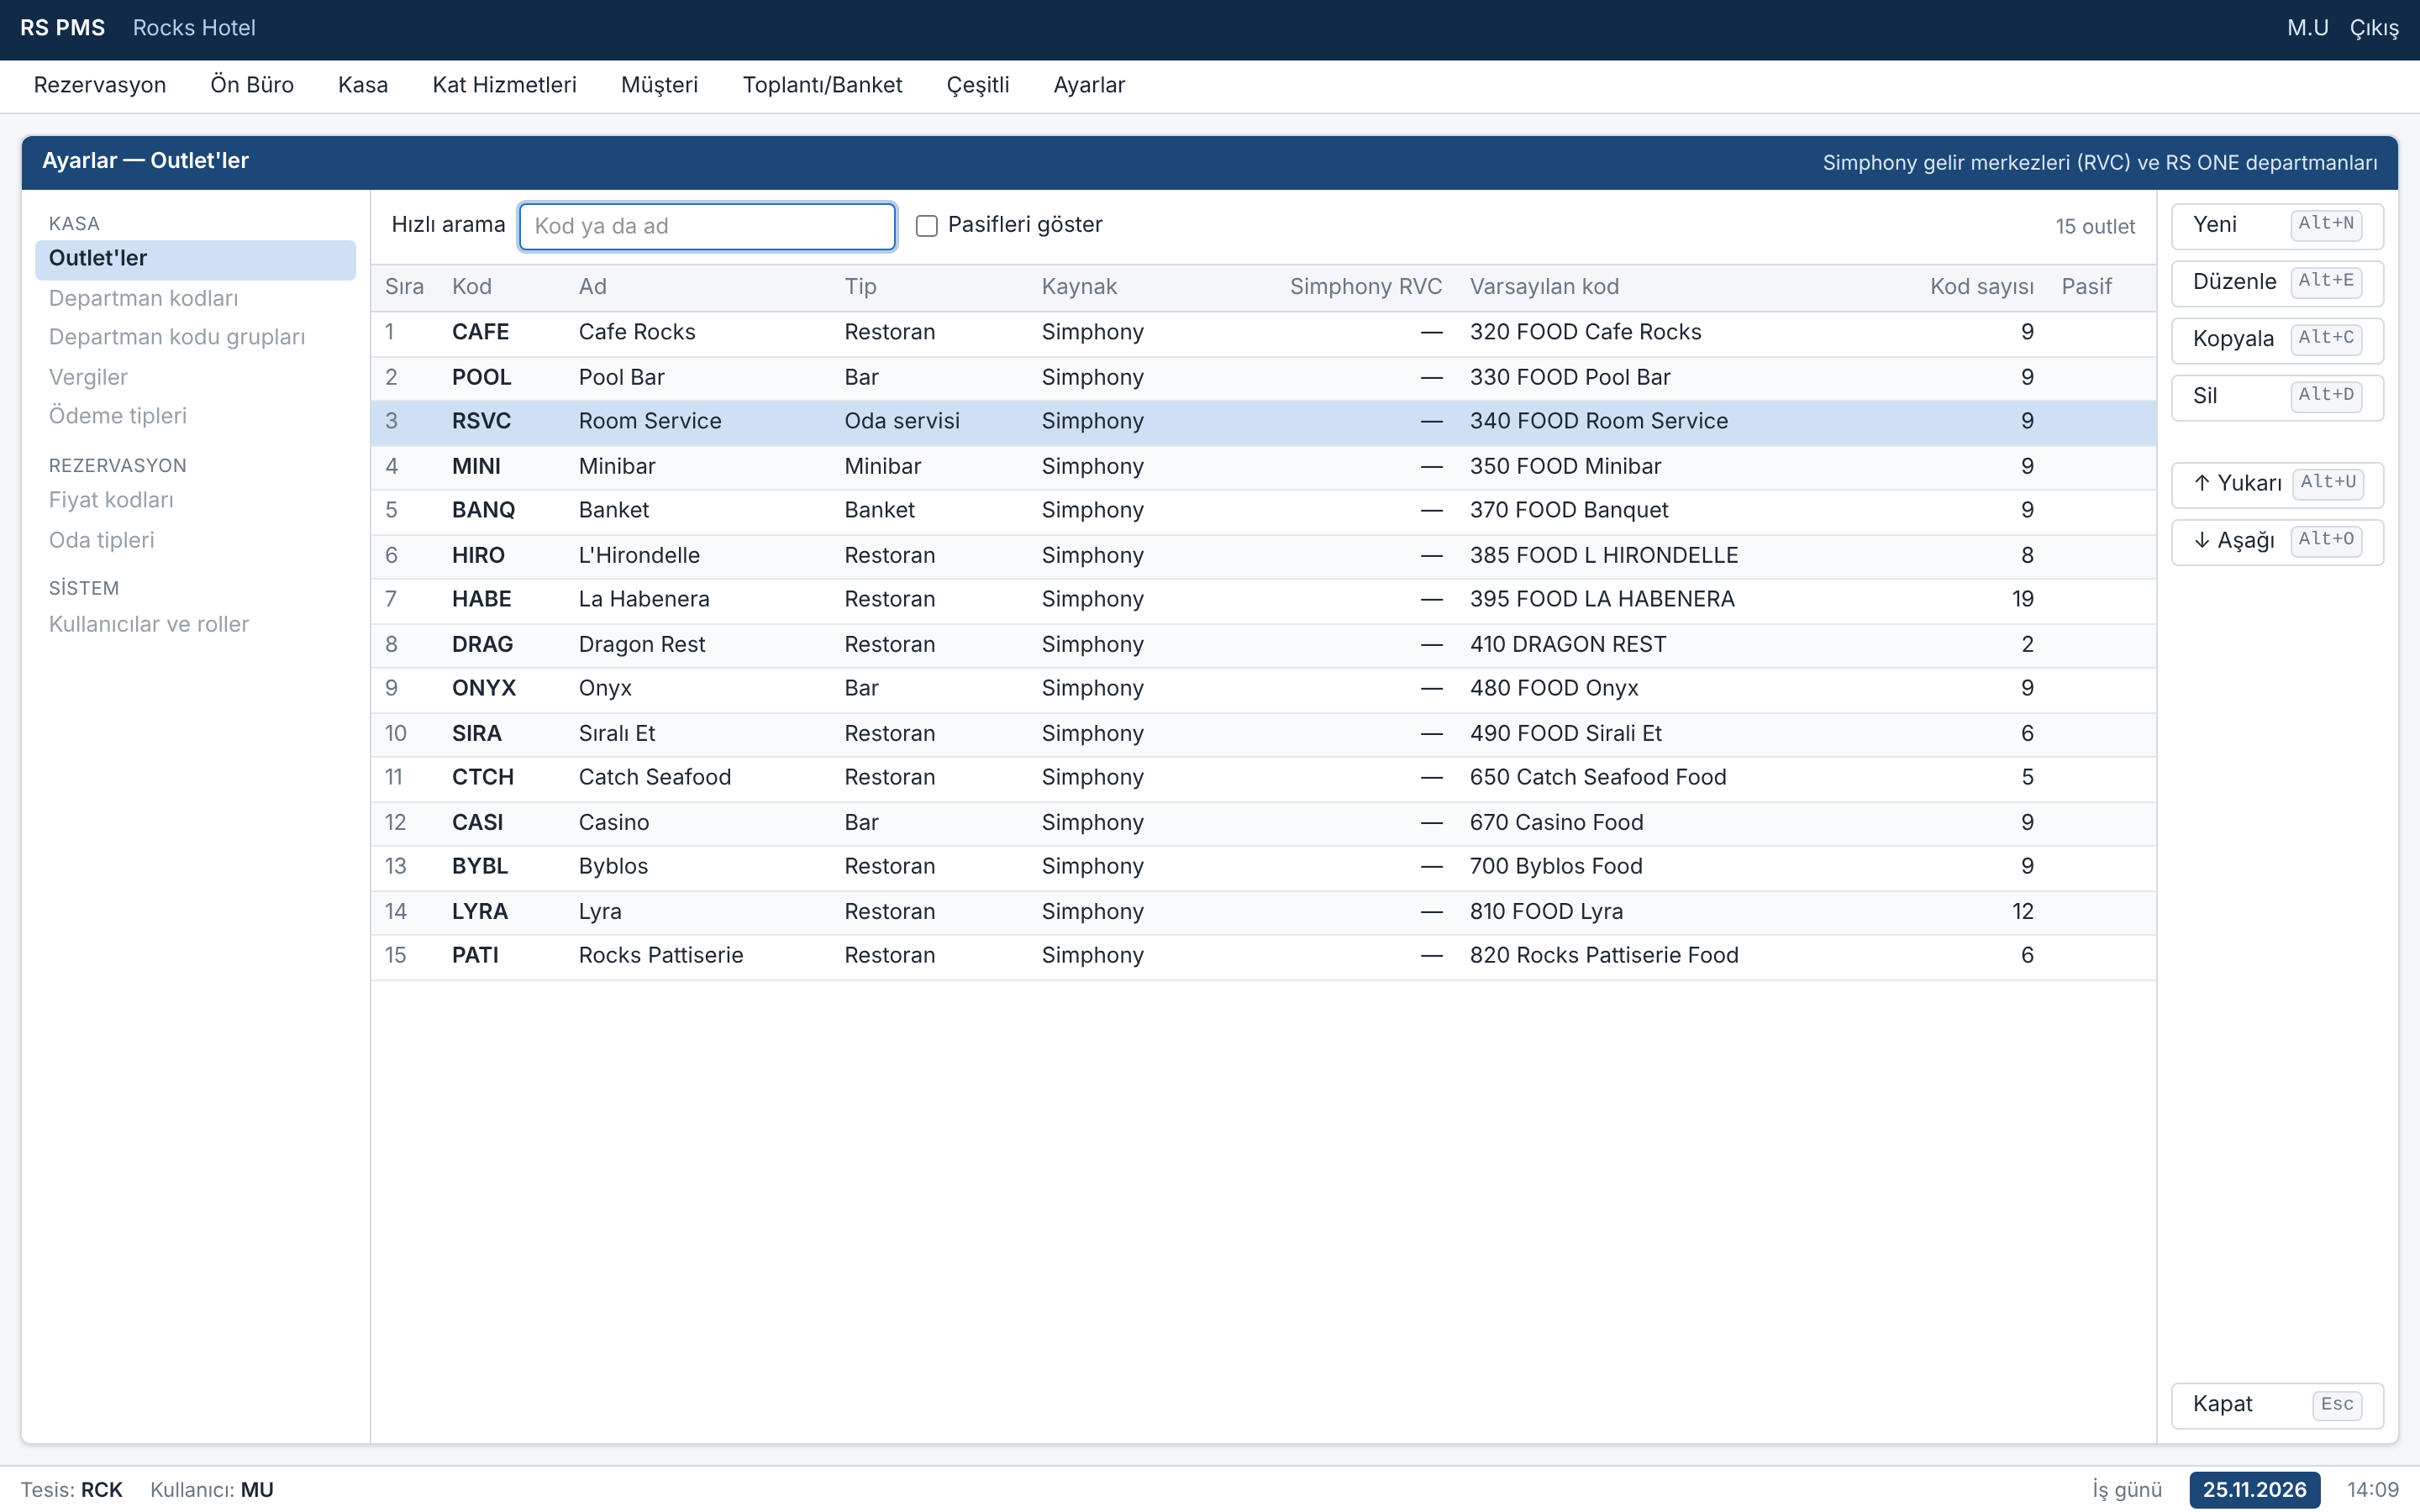 RS PMS Rocks Hotel M.U Çıkış
Rezervasyon Ön Büro Kasa Kat Hizmetleri Müşteri Toplantı/Banket Çeşitli Ayarlar
Ayarlar — Outlet'ler Simphony gelir merkezleri (RVC) ve RS ONE departmanları
KASA
Outlet'ler
Departman kodları
Departman kodu grupları
Vergiler
Ödeme tipleri
REZERVASYON
Fiyat kodları
Oda tipleri
SİSTEM
Kullanıcılar ve roller
Hızlı arama Kod ya da ad Pasifleri göster 15 outlet
Sıra Kod Ad Tip Kaynak Simphony RVC Varsayılan kod Kod sayısı Pasif
1 CAFE Cafe Rocks Restoran Simphony — 320 FOOD Cafe Rocks 9
2 POOL Pool Bar Bar Simphony — 330 FOOD Pool Bar 9
3 RSVC Room Service Oda servisi Simphony — 340 FOOD Room Service 9
4 MINI Minibar Minibar Simphony — 350 FOOD Minibar 9
5 BANQ Banket Banket Simphony — 370 FOOD Banquet 9
6 HIRO L'Hirondelle Restoran Simphony — 385 FOOD L HIRONDELLE 8
7 HABE La Habenera Restoran Simphony — 395 FOOD LA HABENERA 19
8 DRAG Dragon Rest Restoran Simphony — 410 DRAGON REST 2
9 ONYX Onyx Bar Simphony — 480 FOOD Onyx 9
10 SIRA Sıralı Et Restoran Simphony — 490 FOOD Sirali Et 6
11 CTCH Catch Seafood Restoran Simphony — 650 Catch Seafood Food 5
12 CASI Casino Bar Simphony — 670 Casino Food 9
13 BYBL Byblos Restoran Simphony — 700 Byblos Food 9
14 LYRA Lyra Restoran Simphony — 810 FOOD Lyra 12
15 PATI Rocks Pattiserie Restoran Simphony — 820 Rocks Pattiserie Food 6
Yeni Alt+N
Düzenle Alt+E
Kopyala Alt+C
Sil Alt+D
↑ Yukarı Alt+U
↓ Aşağı Alt+O
Kapat Esc
Tesis: RCK Kullanıcı: MU İş günü 25.11.2026 14:09